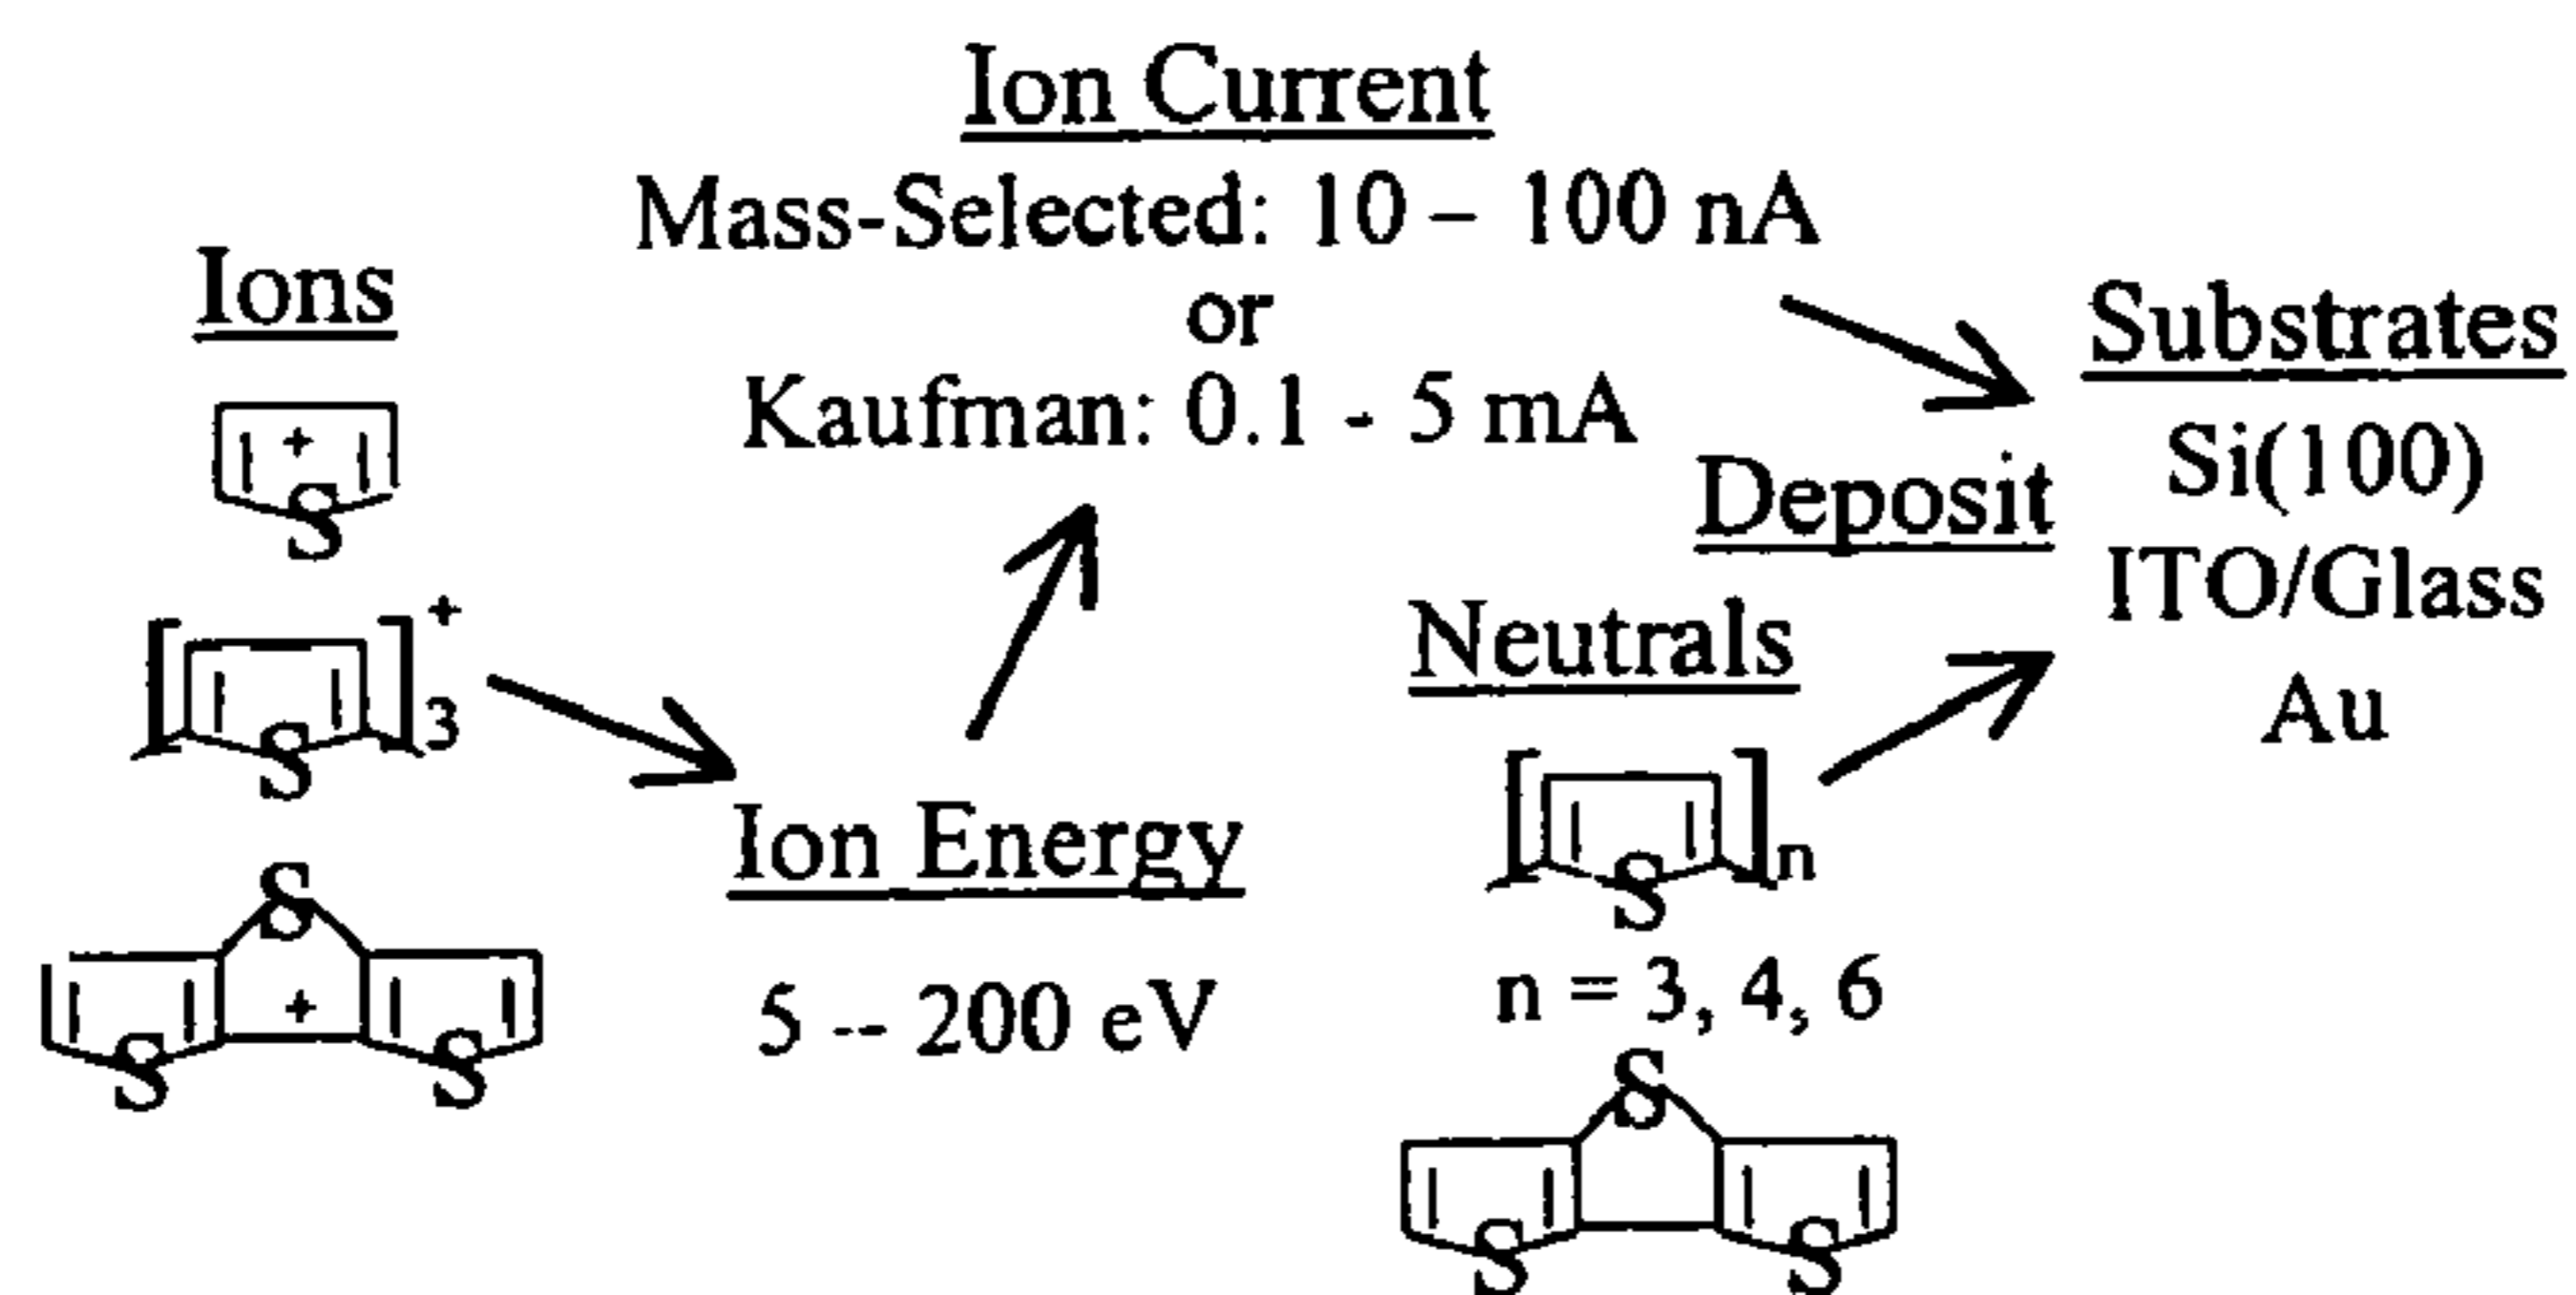 Ion Current
Mass-Selected: 10 – 100 nA
or
Kaufman: 0.1 - 5 mA
Ions
+
S
+
3
S
S
+
S
S
Ion Energy
5 -- 200 eV
Deposit
Neutrals
n
S
n = 3, 4, 6
S
S
S
Substrates
Si(100)
ITO/Glass
Au